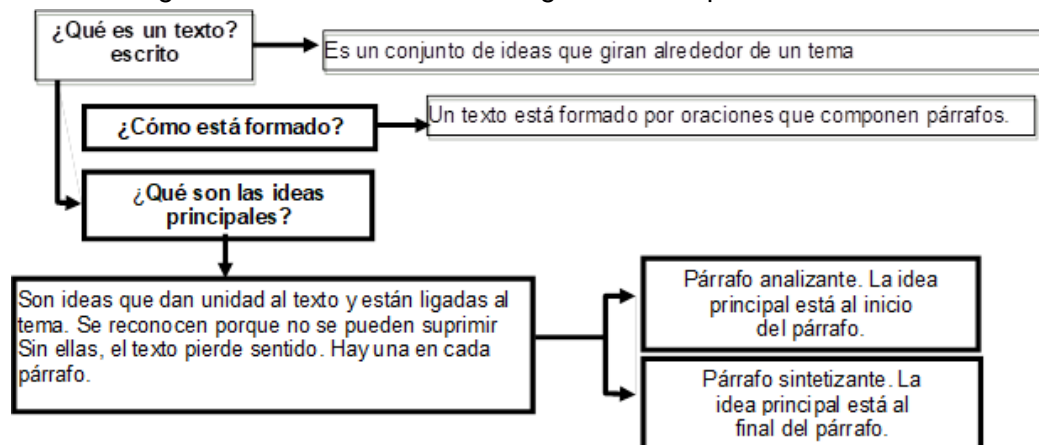 ¿Qué es un texto?
escrito
Es un conjunto de ideas que giran alrededor de un tema
¿Cómo está formado?
Un texto está formado por oraciones que componen párrafos.
¿Qué son las ideas
principales?
Son ideas que dan unidad al texto y están ligadas al
tema. Se reconocen porque no se pueden suprimir
Sin ellas, el texto pierde sentido. Hay una en cada
párrafo.
Párrafo analizante. La idea
principal está al inicio
del párrafo.
Párrafo sintetizante. La
idea principal está al
final del párrafo.